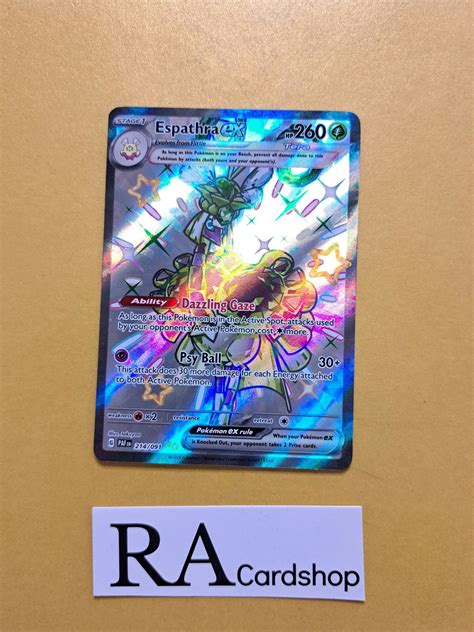 STAGE 1
Espathra ex
HP 260
Evolves from Flittle
Tera
As long as this Pokémon is on your Bench, prevent all damage done to this
Pokémon by attacks (both yours and your opponent's).
Ability Dazzling Gaze
As long as this Pokémon is in the Active Spot, attacks used
by your opponent's Active Pokémon cost more.
Psy Ball 30+
This attack does 30 more damage for each Energy attached
to both Active Pokémon.
weakness x2 resistance retreat
Pokémon ex rule
When your Pokémon ex
is Knocked Out, your opponent takes 2 Prize cards.
PAF EN 214/091
RA Cardshop